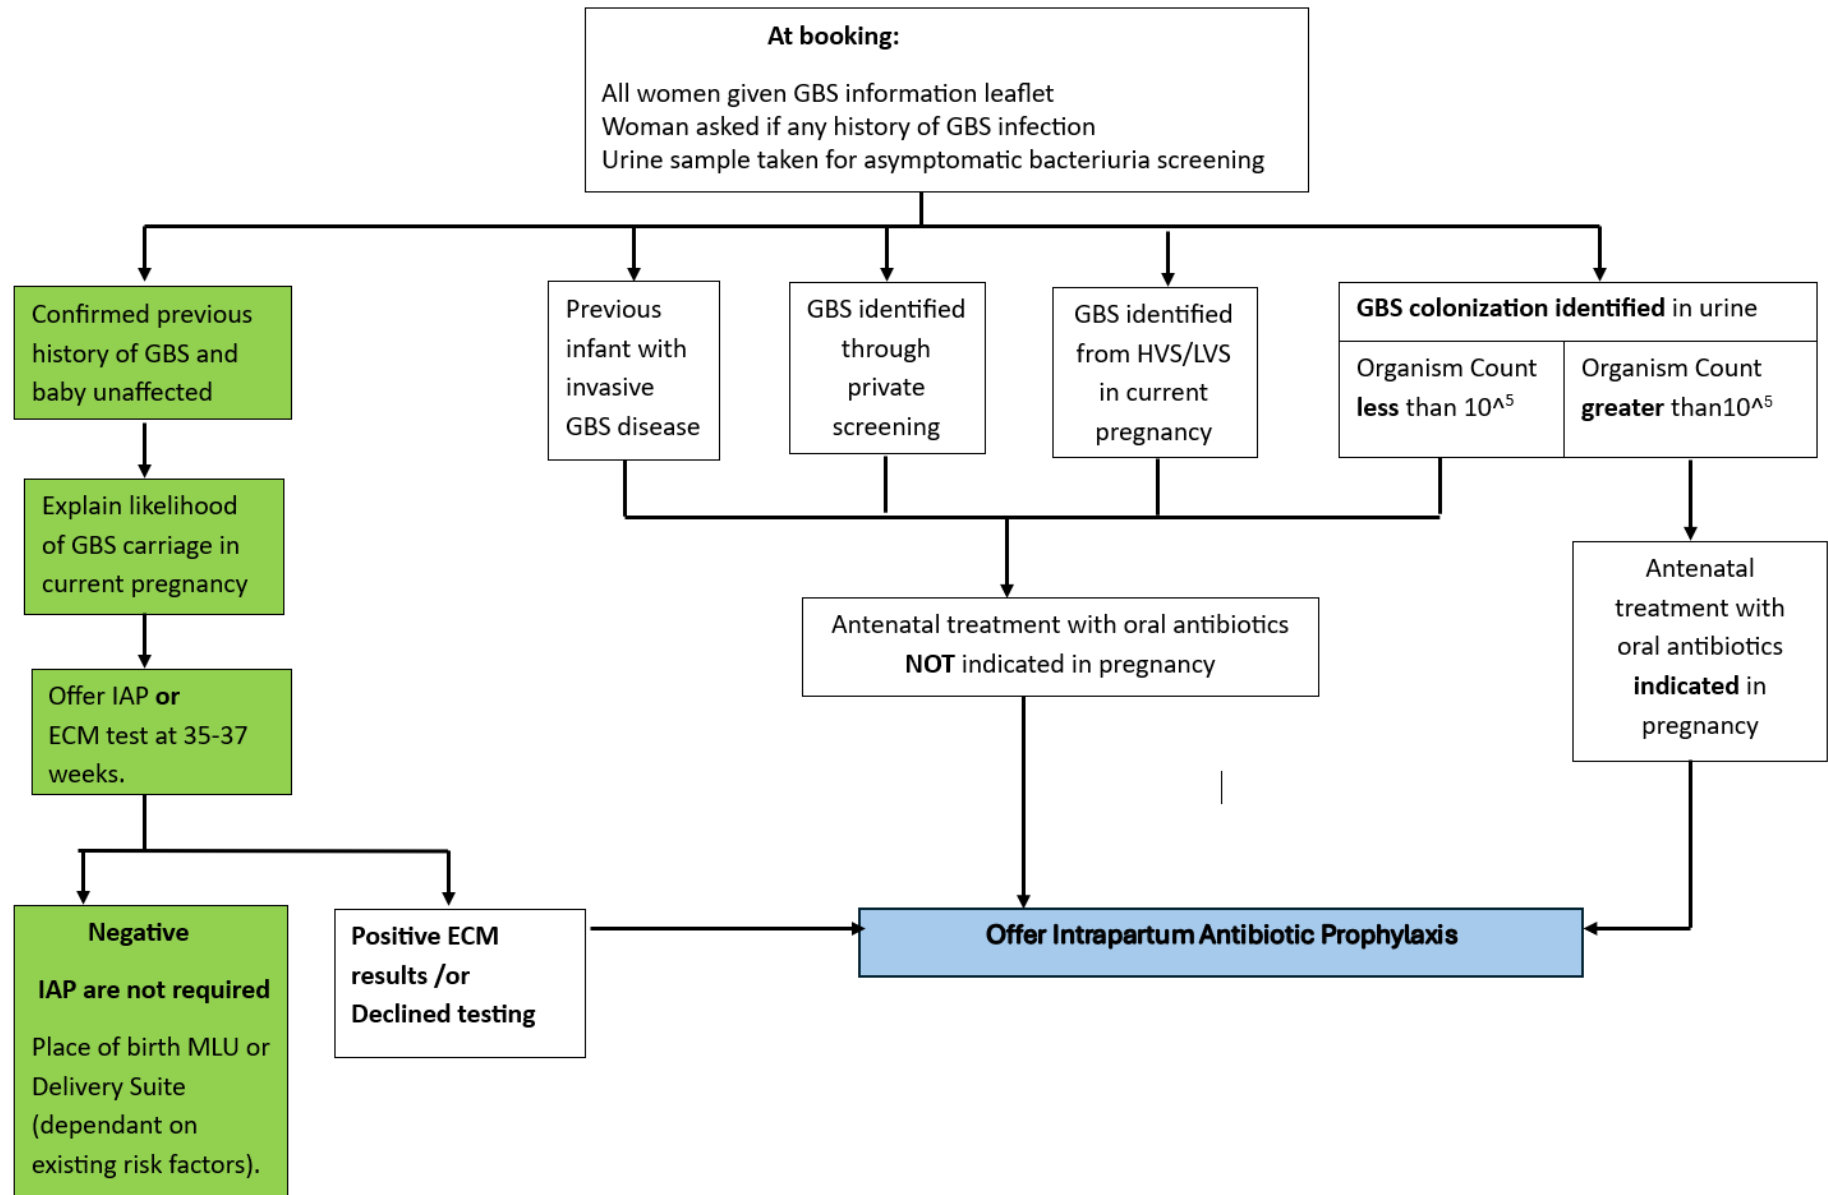 At booking:
All women given GBS information leaflet
Woman asked if any history of GBS infection
Urine sample taken for asymptomatic bacteriuria screening
Confirmed previous
history of GBS and
baby unaffected
Previous
infant with
invasive
GBS disease
GBS identified
through
private
screening
GBS identified
from HVS/LVS
in current
pregnancy
GBS colonization identified in urine
Organism Count
less than 10^⁵
Organism Count
greater than10^⁵
Explain likelihood
of GBS carriage in
current pregnancy
Antenatal treatment with oral antibiotics
NOT indicated in pregnancy
Antenatal
treatment with
oral antibiotics
indicated in
pregnancy
Offer IAP or
ECM test at 35-37
weeks.
Negative
IAP are not required
Place of birth MLU or
Delivery Suite
(dependant on
existing risk factors).
Positive ECM
results /or
Declined testing
Offer Intrapartum Antibiotic Prophylaxis